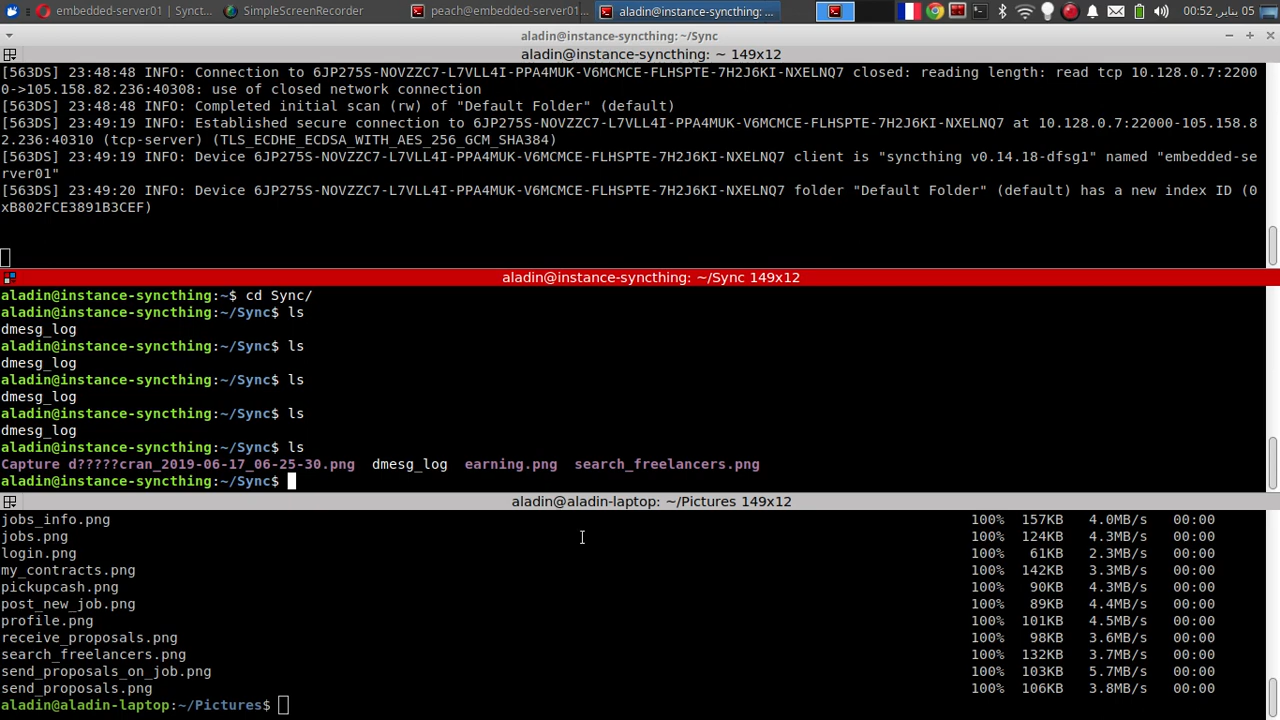 embedded-server01 | Synct...
SimpleScreenRecorder
peach@embedded-server01...
aladin@instance-syncthing: ...
05 يناير, 00:52
aladin@instance-syncthing: ~/Sync
aladin@instance-syncthing: ~ 149x12
[563DS] 23:48:48 INFO: Connection to 6JP275S-NOVZZC7-L7VLL4I-PPA4MUK-V6MCMCE-FLHSPTE-7H2J6KI-NXELNQ7 closed: reading length: read tcp 10.128.0.7:2200
0->105.158.82.236:40308: use of closed network connection
[563DS] 23:48:48 INFO: Completed initial scan (rw) of "Default Folder" (default)
[563DS] 23:49:19 INFO: Established secure connection to 6JP275S-NOVZZC7-L7VLL4I-PPA4MUK-V6MCMCE-FLHSPTE-7H2J6KI-NXELNQ7 at 10.128.0.7:22000-105.158.8
2.236:40310 (tcp-server) (TLS_ECDHE_ECDSA_WITH_AES_256_GCM_SHA384)
[563DS] 23:49:19 INFO: Device 6JP275S-NOVZZC7-L7VLL4I-PPA4MUK-V6MCMCE-FLHSPTE-7H2J6KI-NXELNQ7 client is "syncthing v0.14.18-dfsg1" named "embedded-se
rver01"
[563DS] 23:49:20 INFO: Device 6JP275S-NOVZZC7-L7VLL4I-PPA4MUK-V6MCMCE-FLHSPTE-7H2J6KI-NXELNQ7 folder "Default Folder" (default) has a new index ID (0
xB802FCE3891B3CEF)
aladin@instance-syncthing: ~/Sync 149x12
aladin@instance-syncthing:~$ cd Sync/
aladin@instance-syncthing:~/Sync$ ls
dmesg_log
aladin@instance-syncthing:~/Sync$ ls
dmesg_log
aladin@instance-syncthing:~/Sync$ ls
dmesg_log
aladin@instance-syncthing:~/Sync$ ls
dmesg_log
aladin@instance-syncthing:~/Sync$ ls
Capture d?????cran_2019-06-17_06-25-30.png  dmesg_log  earning.png  search_freelancers.png
aladin@instance-syncthing:~/Sync$
aladin@aladin-laptop: ~/Pictures 149x12
jobs_info.png 100% 157KB 4.0MB/s 00:00
jobs.png 100% 124KB 4.3MB/s 00:00
login.png 100% 61KB 2.3MB/s 00:00
my_contracts.png 100% 142KB 3.3MB/s 00:00
pickupcash.png 100% 90KB 4.3MB/s 00:00
post_new_job.png 100% 89KB 4.4MB/s 00:00
profile.png 100% 101KB 4.5MB/s 00:00
receive_proposals.png 100% 98KB 3.6MB/s 00:00
search_freelancers.png 100% 132KB 3.7MB/s 00:00
send_proposals_on_job.png 100% 103KB 5.7MB/s 00:00
send_proposals.png 100% 106KB 3.8MB/s 00:00
aladin@aladin-laptop:~/Pictures$